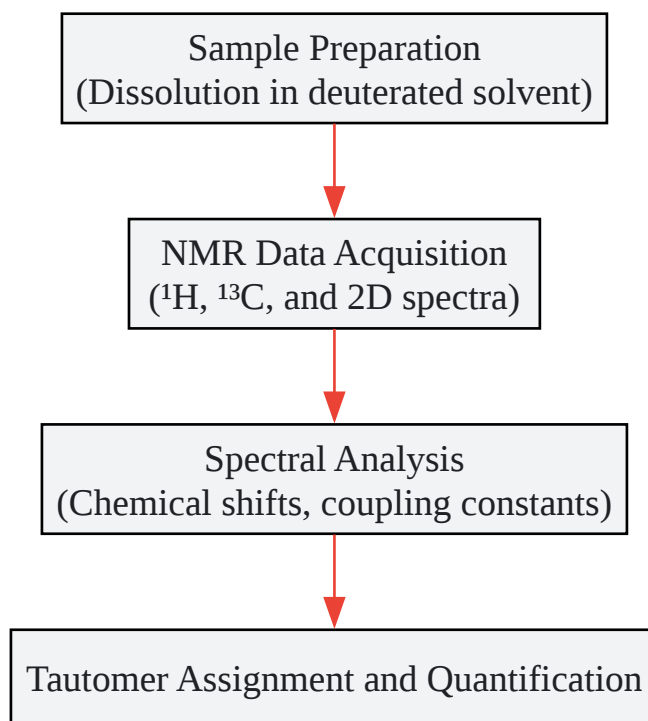 Sample Preparation
(Dissolution in deuterated solvent)
NMR Data Acquisition
(¹H, ¹³C, and 2D spectra)
Spectral Analysis
(Chemical shifts, coupling constants)
Tautomer Assignment and Quantification